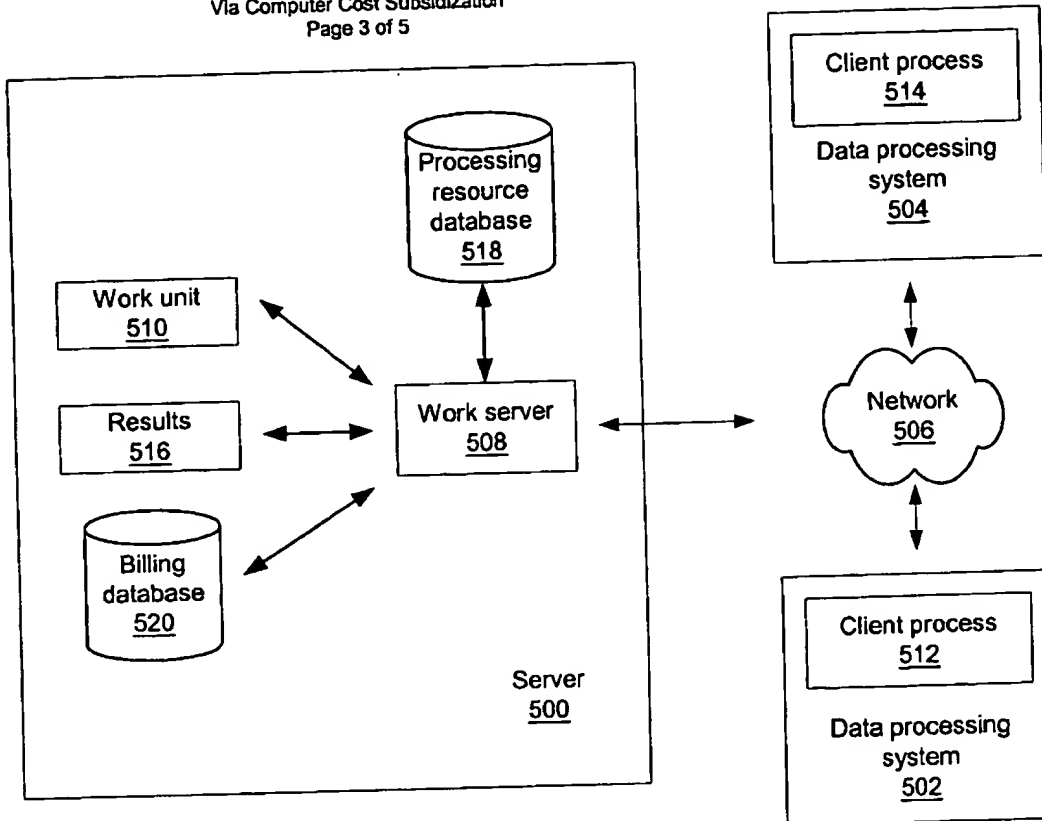 Via Computer Cost Subsidization
Page 3 of 5
Processing
resource
database
518
Work unit
510
Results
516
Billing
database
520
Work server
508
Server
500
Client process
514
Data processing
system
504
Network
506
Client process
512
Data processing
system
502